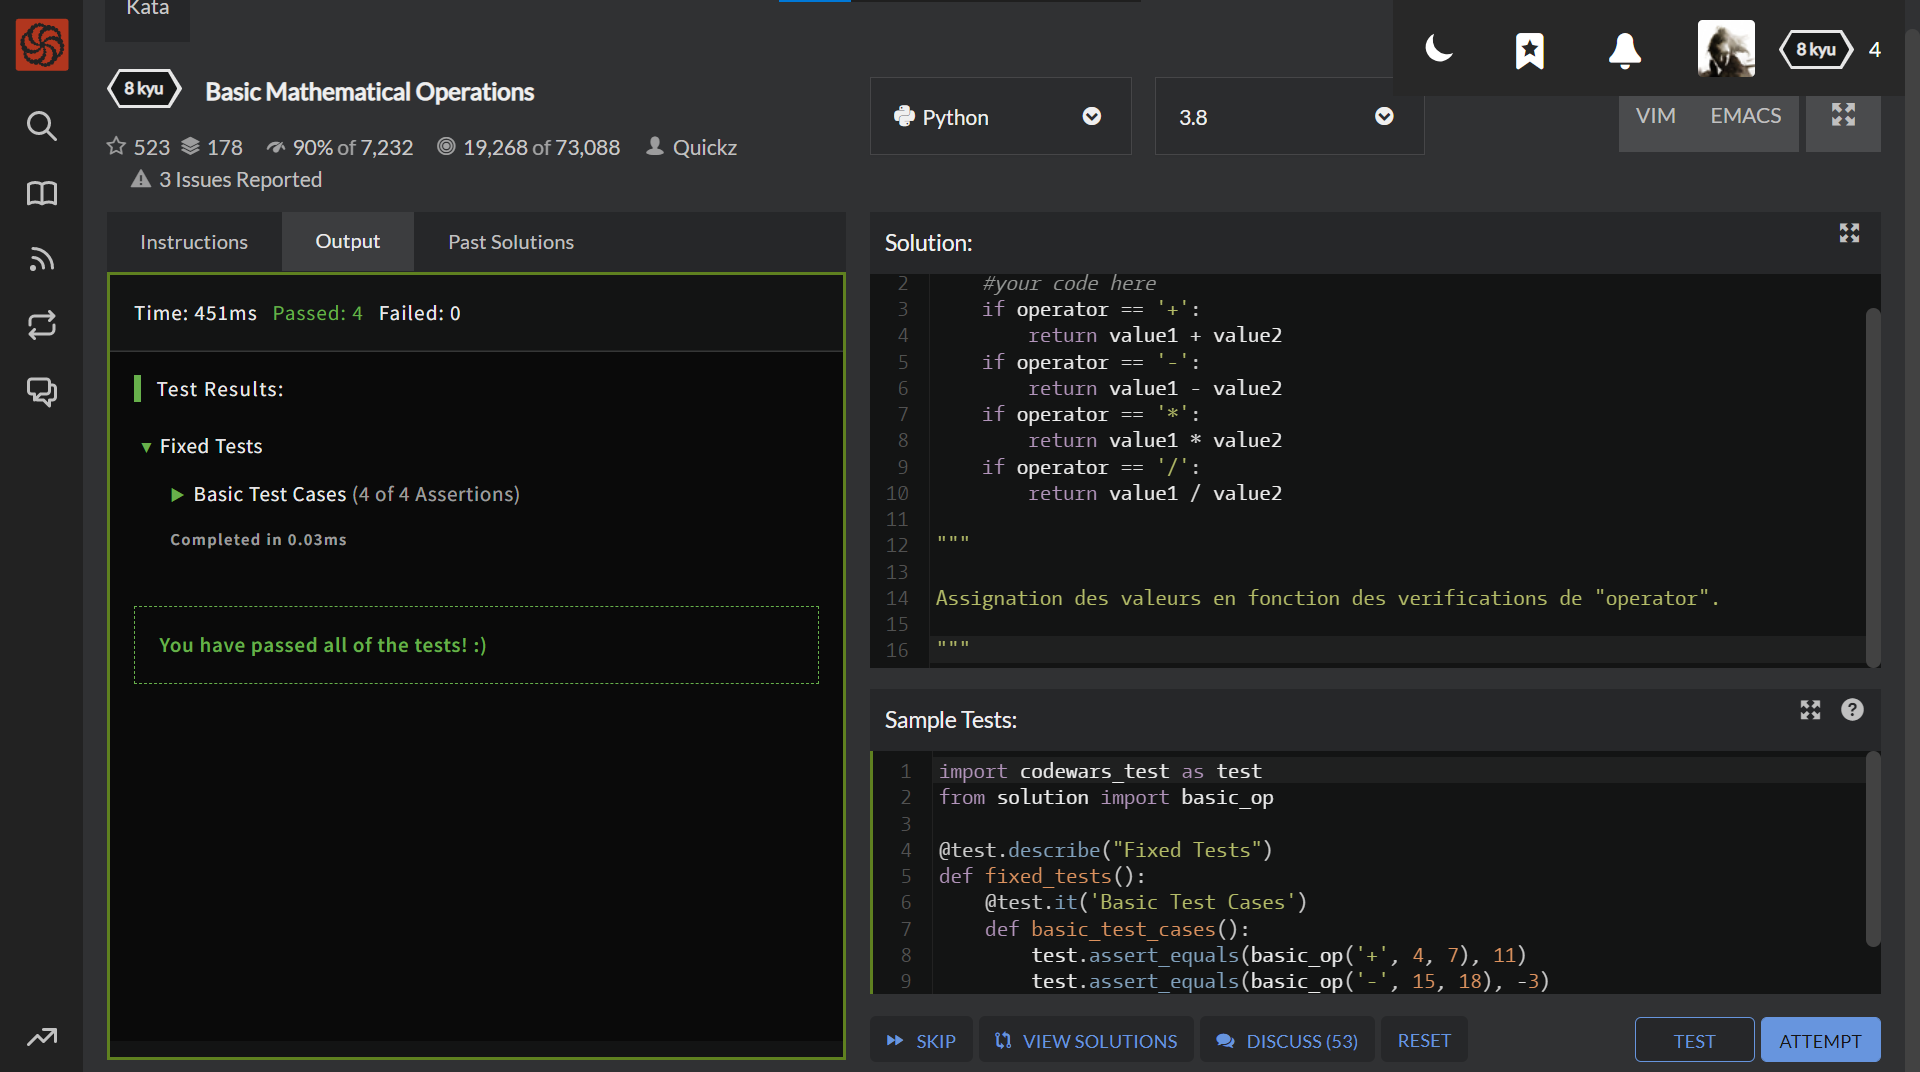 Kata
8 kyu
4
8 kyu Basic Mathematical Operations
523 178 90% of 7,232 19,268 of 73,088 Quickz
3 Issues Reported
Python
3.8
VIM EMACS
Instructions Output Past Solutions
Time: 451ms Passed: 4 Failed: 0
Test Results:
Fixed Tests
Basic Test Cases (4 of 4 Assertions)
Completed in 0.03ms
You have passed all of the tests! :)
Solution:
2 #your code here
3 if operator == '+':
4 return value1 + value2
5 if operator == '-':
6 return value1 - value2
7 if operator == '*':
8 return value1 * value2
9 if operator == '/':
10 return value1 / value2
11
12 """
13
14 Assignation des valeurs en fonction des verifications de "operator".
15
16 """
Sample Tests:
1 import codewars_test as test
2 from solution import basic_op
3
4 @test.describe("Fixed Tests")
5 def fixed_tests():
6 @test.it('Basic Test Cases')
7 def basic_test_cases():
8 test.assert_equals(basic_op('+', 4, 7), 11)
9 test.assert_equals(basic_op('-', 15, 18), -3)
SKIP VIEW SOLUTIONS DISCUSS (53) RESET TEST ATTEMPT